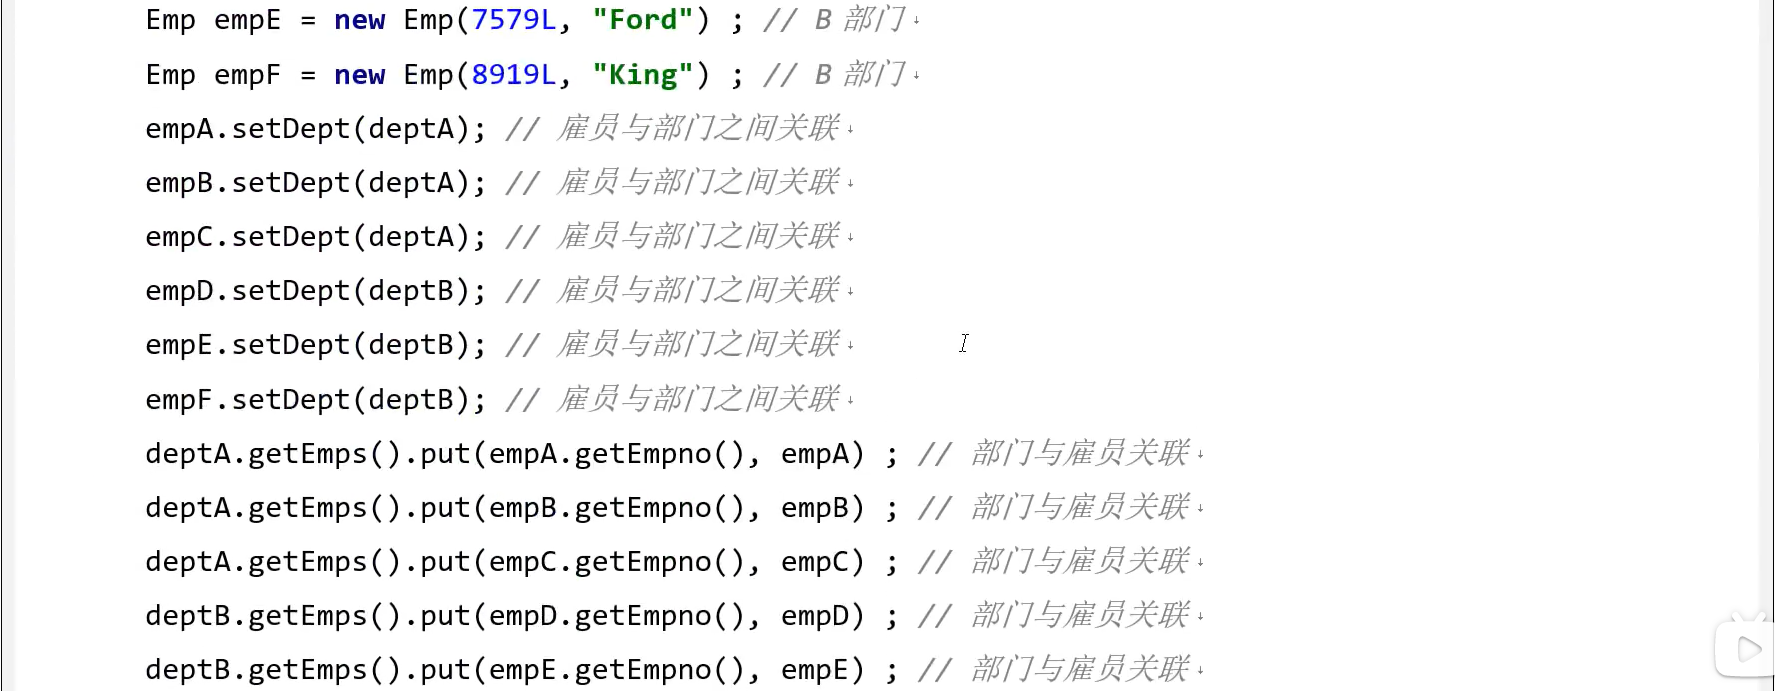 Emp empE = new Emp(7579L, "Ford") ; // B 部门
Emp empF = new Emp(8919L, "King") ; // B 部门
empA.setDept(deptA); // 雇员与部门之间关联
empB.setDept(deptA); // 雇员与部门之间关联
empC.setDept(deptA); // 雇员与部门之间关联
empD.setDept(deptB); // 雇员与部门之间关联
empE.setDept(deptB); // 雇员与部门之间关联
empF.setDept(deptB); // 雇员与部门之间关联
deptA.getEmps().put(empA.getEmpno(), empA) ; // 部门与雇员关联
deptA.getEmps().put(empB.getEmpno(), empB) ; // 部门与雇员关联
deptA.getEmps().put(empC.getEmpno(), empC) ; // 部门与雇员关联
deptB.getEmps().put(empD.getEmpno(), empD) ; // 部门与雇员关联
deptB.getEmps().put(empE.getEmpno(), empE) ; // 部门与雇员关联